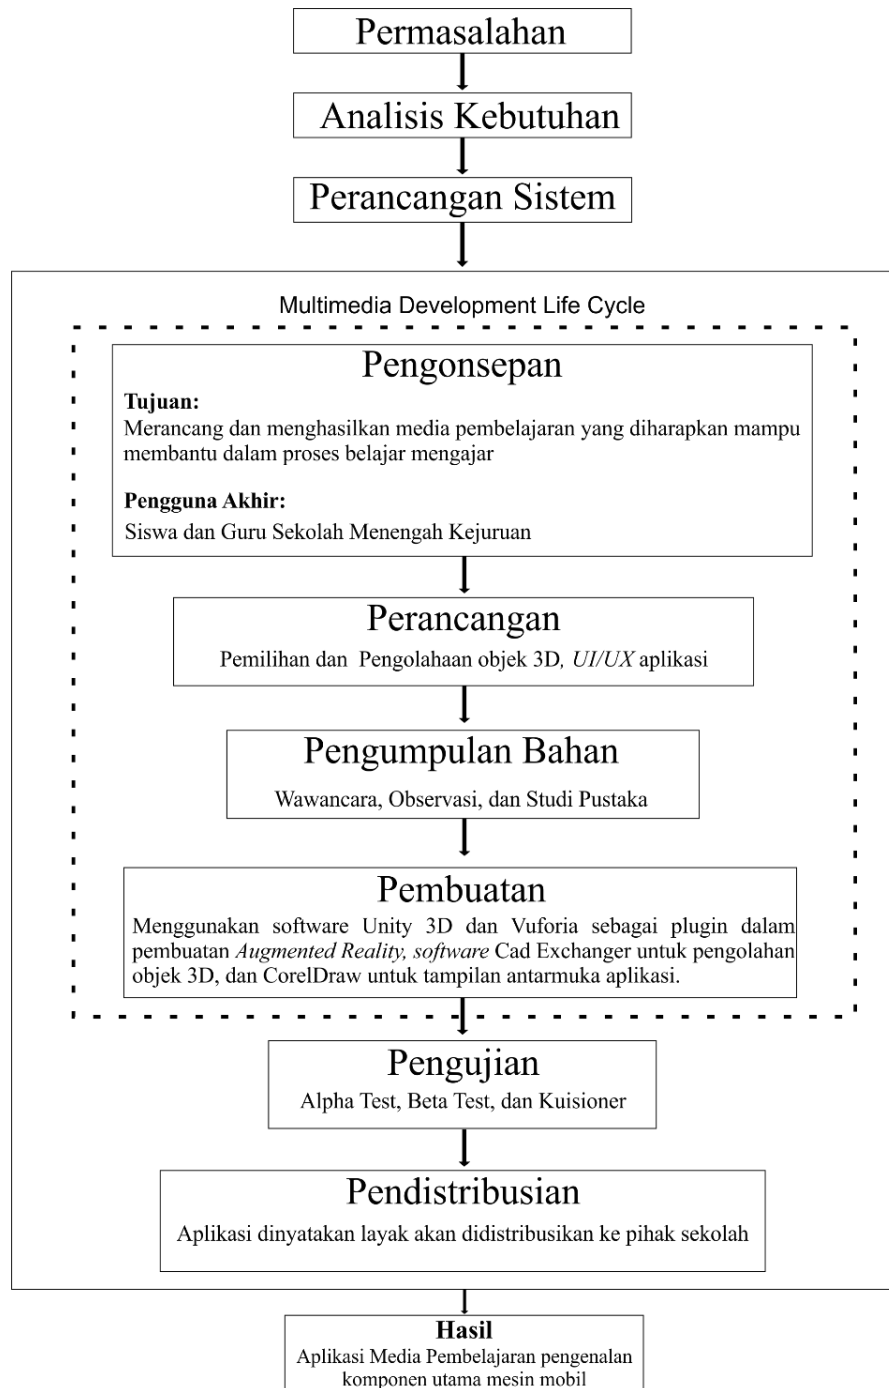 Permasalahan
Analisis Kebutuhan
Perancangan Sistem
Multimedia Development Life Cycle
Pengonsepan
Tujuan:
Merancang dan menghasilkan media pembelajaran yang diharapkan mampu
membantu dalam proses belajar mengajar
Pengguna Akhir:
Siswa dan Guru Sekolah Menengah Kejuruan
Perancangan
Pemilihan dan Pengolahaan objek 3D, UI/UX aplikasi
Pengumpulan Bahan
Wawancara, Observasi, dan Studi Pustaka
Pembuatan
Menggunakan software Unity 3D dan Vuforia sebagai plugin dalam
pembuatan Augmented Reality, software Cad Exchanger untuk pengolahan
objek 3D, dan CorelDraw untuk tampilan antarmuka aplikasi.
Pengujian
Alpha Test, Beta Test, dan Kuisioner
Pendistribusian
Aplikasi dinyatakan layak akan didistribusikan ke pihak sekolah
Hasil
Aplikasi Media Pembelajaran pengenalan
komponen utama mesin mobil